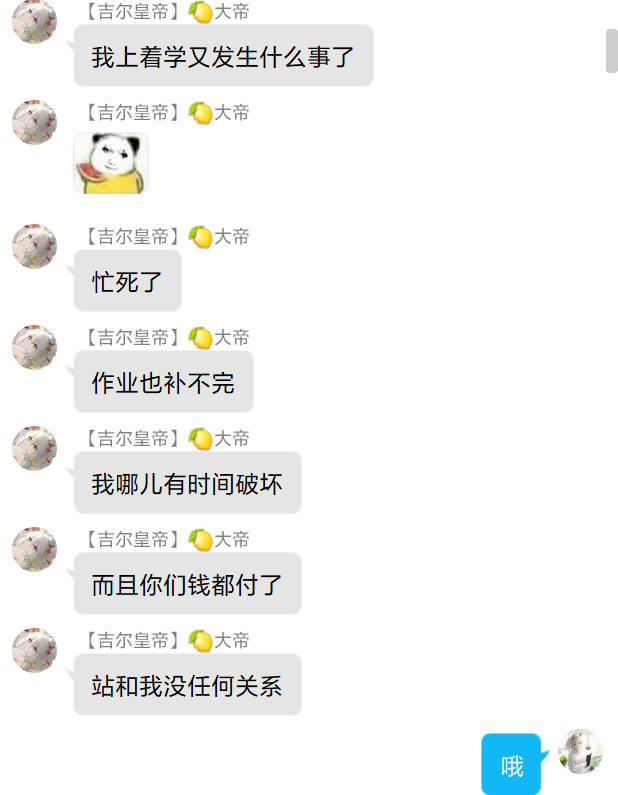 【吉尔皇帝】🍋大帝
我上着学又发生什么事了
【吉尔皇帝】🍋大帝
【吉尔皇帝】🍋大帝
忙死了
【吉尔皇帝】🍋大帝
作业也补不完
【吉尔皇帝】🍋大帝
我哪儿有时间破坏
【吉尔皇帝】🍋大帝
而且你们钱都付了
【吉尔皇帝】🍋大帝
站和我没任何关系
哦